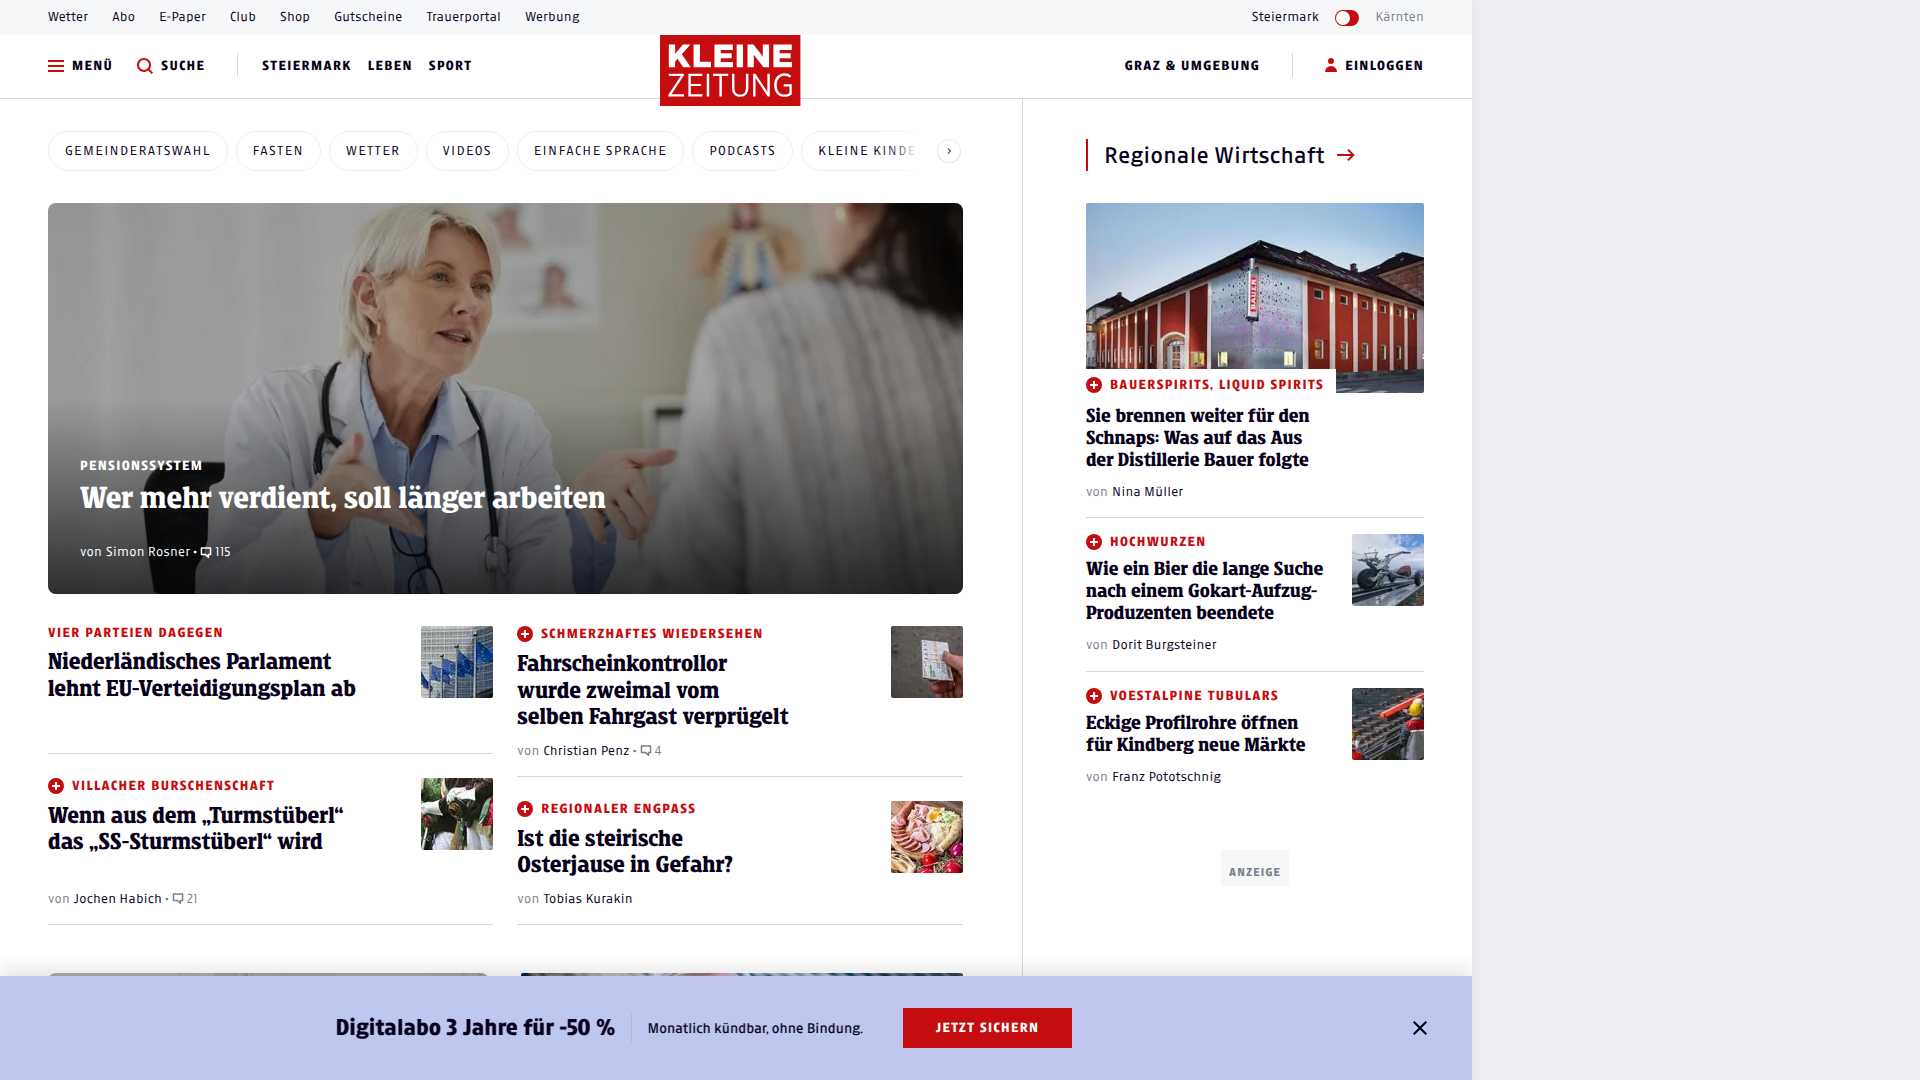 Wetter Abo E-Paper Club Shop Gutscheine Trauerportal Werbung
Steiermark Kärnten
MENÜ SUCHE STEIERMARK LEBEN SPORT
KLEINE
ZEITUNG
GRAZ & UMGEBUNG EINLOGGEN
GEMEINDERATSWAHL FASTEN WETTER VIDEOS EINFACHE SPRACHE PODCASTS KLEINE KINDE
PENSIONSSYSTEM
Wer mehr verdient, soll länger arbeiten
von Simon Rosner • 115
VIER PARTEIEN DAGEGEN
Niederländisches Parlament
lehnt EU-Verteidigungsplan ab
SCHMERZHAFTES WIEDERSEHEN
Fahrscheinkontrollor
wurde zweimal vom
selben Fahrgast verprügelt
von Christian Penz • 4
VILLACHER BURSCHENSCHAFT
Wenn aus dem „Turmstüberl“
das „SS-Sturmstüberl“ wird
von Jochen Habich • 21
REGIONALER ENGPASS
Ist die steirische
Osterjause in Gefahr?
von Tobias Kurakin
Regionale Wirtschaft
BAUER
BAUERSPIRITS, LIQUID SPIRITS
Sie brennen weiter für den
Schnaps: Was auf das Aus
der Distillerie Bauer folgte
von Nina Müller
HOCHWURZEN
Wie ein Bier die lange Suche
nach einem Gokart-Aufzug-
Produzenten beendete
von Dorit Burgsteiner
VOESTALPINE TUBULARS
Eckige Profilrohre öffnen
für Kindberg neue Märkte
von Franz Pototschnig
ANZEIGE
Digitalabo 3 Jahre für -50 %
Monatlich kündbar, ohne Bindung.
JETZT SICHERN